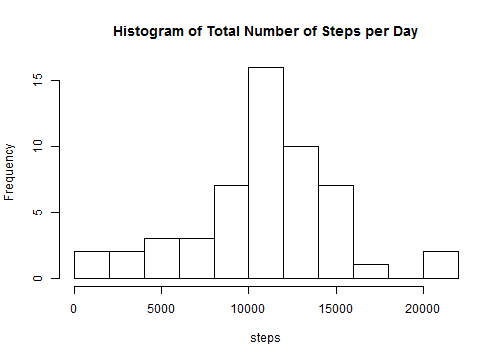 Histogram of Total Number of Steps per Day
Frequency
15
10
5
0
0 5000 10000 15000 20000
steps